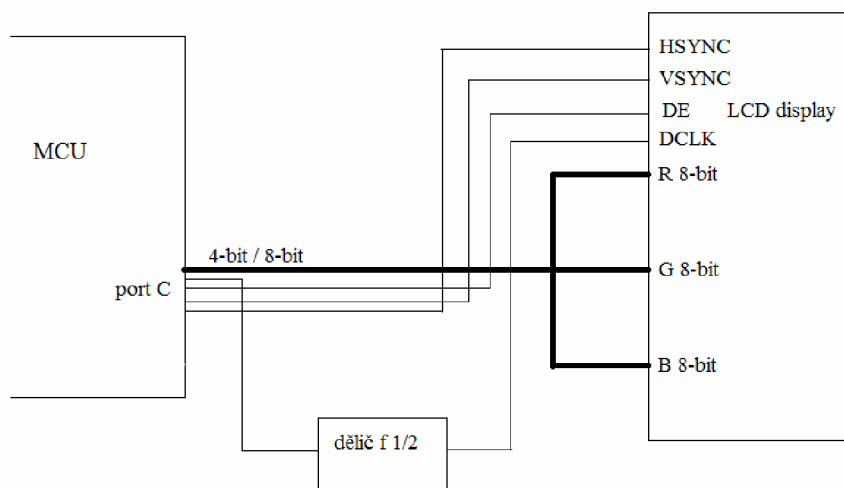 HSYNC
VSYNC
DE LCD display
DCLK
MCU
R 8-bit
4-bit / 8-bit
G 8-bit
port C
B 8-bit
dělič f 1/2